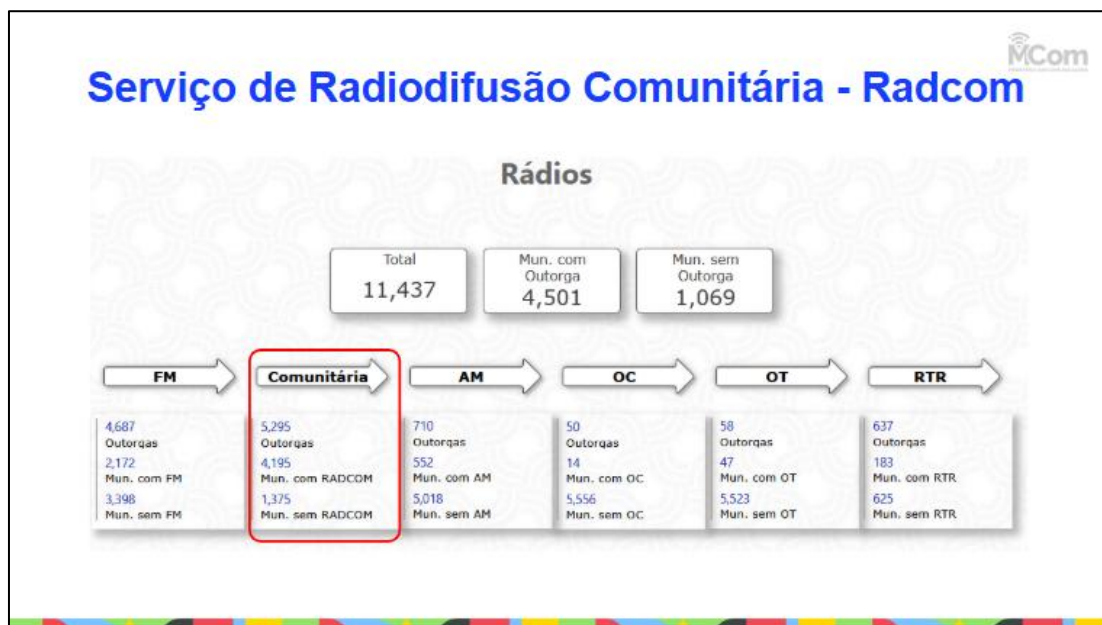 MCom
Serviço de Radiodifusão Comunitária - Radcom
Rádios
Total
11,437
Mun. com
Outorga
4,501
Mun. sem
Outorga
1,069
FM
4,687
Outorgas
2,172
Mun. com FM
3,398
Mun. sem FM
Comunitária
5,295
Outorgas
4,195
Mun. com RADCOM
1,375
Mun. sem RADCOM
AM
710
Outorgas
552
Mun. com AM
5,018
Mun. sem AM
OC
50
Outorgas
14
Mun. com OC
5,556
Mun. sem OC
OT
58
Outorgas
47
Mun. com OT
5,523
Mun. sem OT
RTR
637
Outorgas
183
Mun. com RTR
625
Mun. sem RTR